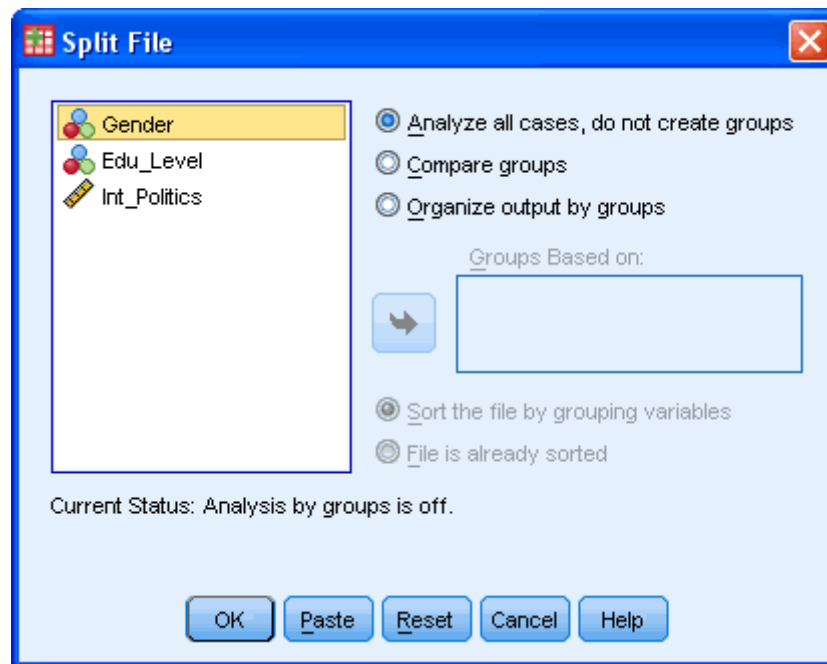 Split File
Gender
Edu_Level
Int_Politics
Analyze all cases, do not create groups
Compare groups
Organize output by groups
Groups Based on:
Sort the file by grouping variables
File is already sorted
Current Status: Analysis by groups is off.
OK
Paste
Reset
Cancel
Help